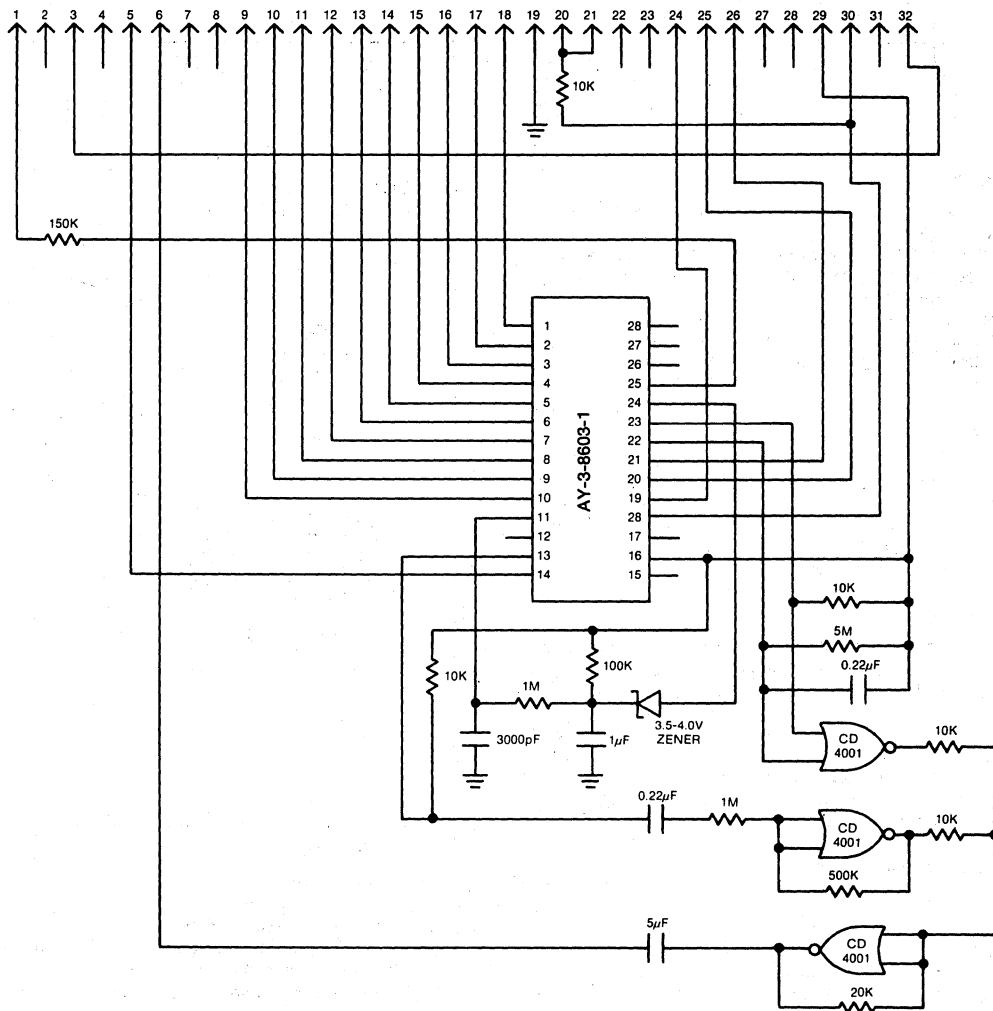 1 2 3 4 5 6 7 8 9 10 11 12 13 14 15 16 17 18 19 20 21 22 23 24 25 26 27 28 29 30 31 32
10K
150K
1 28
2 27
3 26
4 25
5 24
6 23
7 22
8 21
9 20
10 19
11 28
12 17
13 16
14 15
AY-3-8603-1
10K
5M
0.22µF
10K
100K
1M
3.5-4.0V
ZENER
3000pF
1µF
CD
4001
10K
0.22µF
1M
CD
4001
10K
500K
5µF
CD
4001
20K